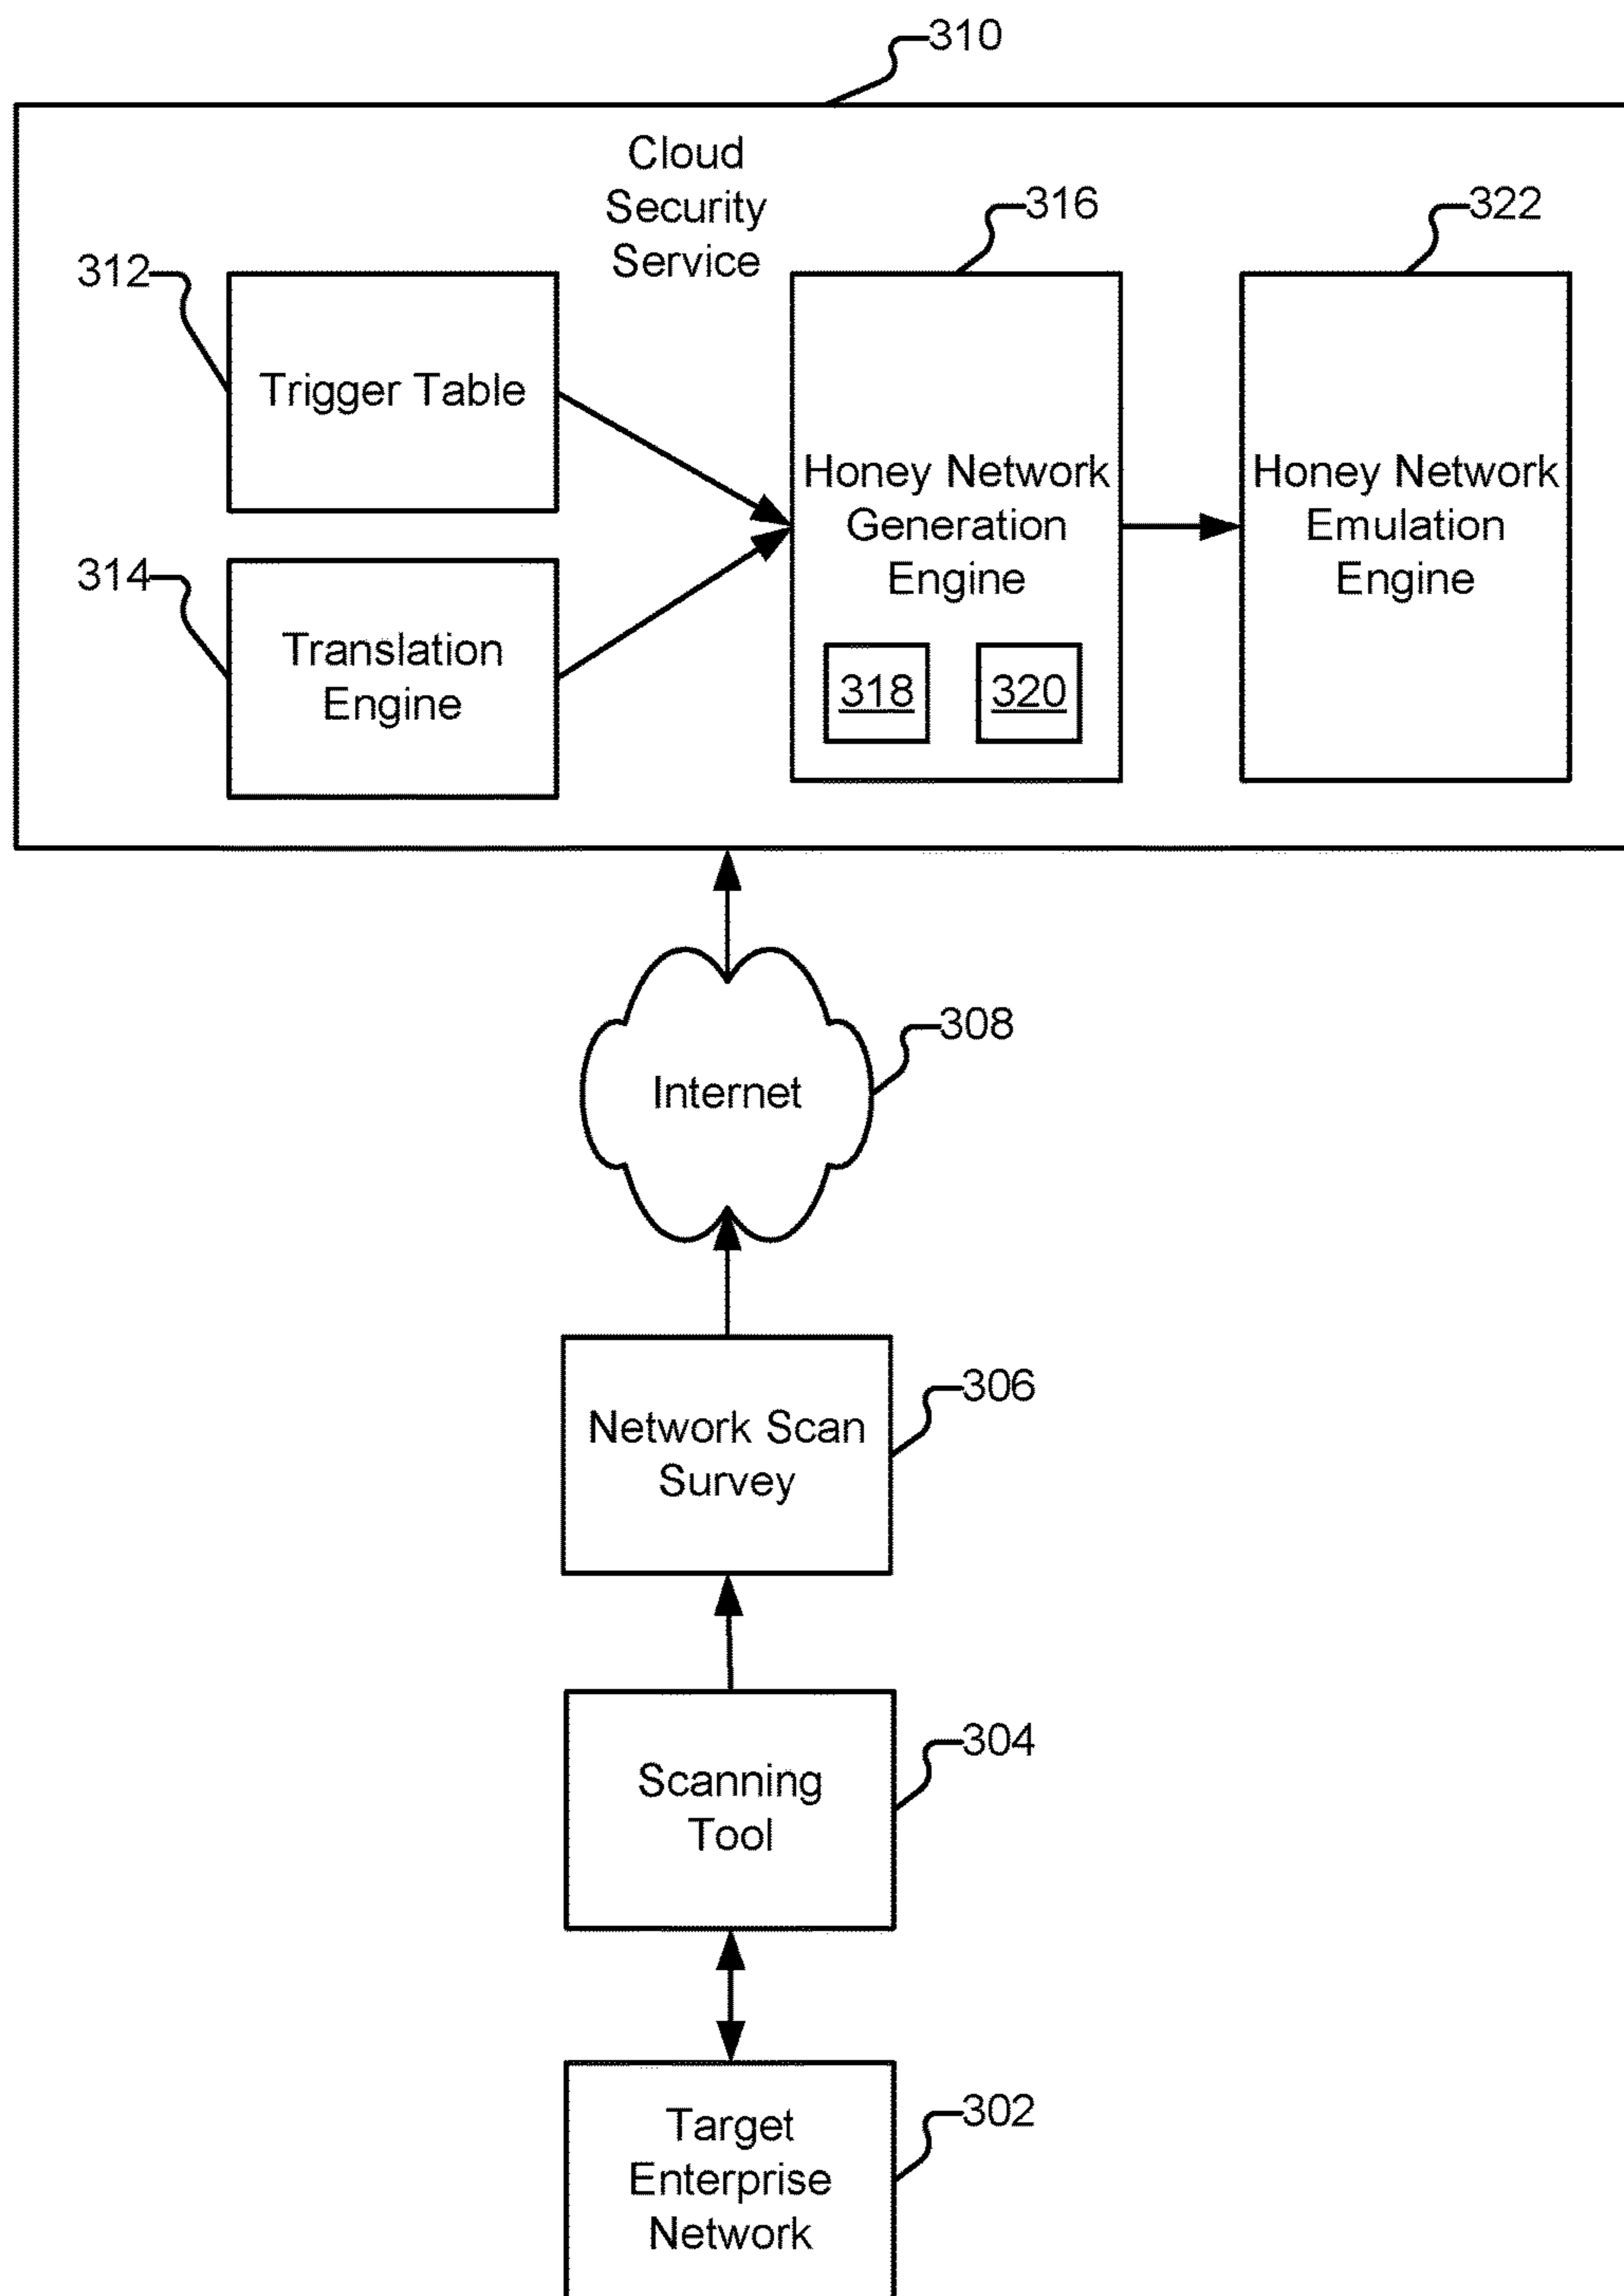 310
Cloud
Security
Service
316
322
312
Trigger Table
Honey Network
Generation
Engine
Honey Network
Emulation
Engine
314
Translation
Engine
318
320
308
Internet
306
Network Scan
Survey
304
Scanning
Tool
302
Target
Enterprise
Network